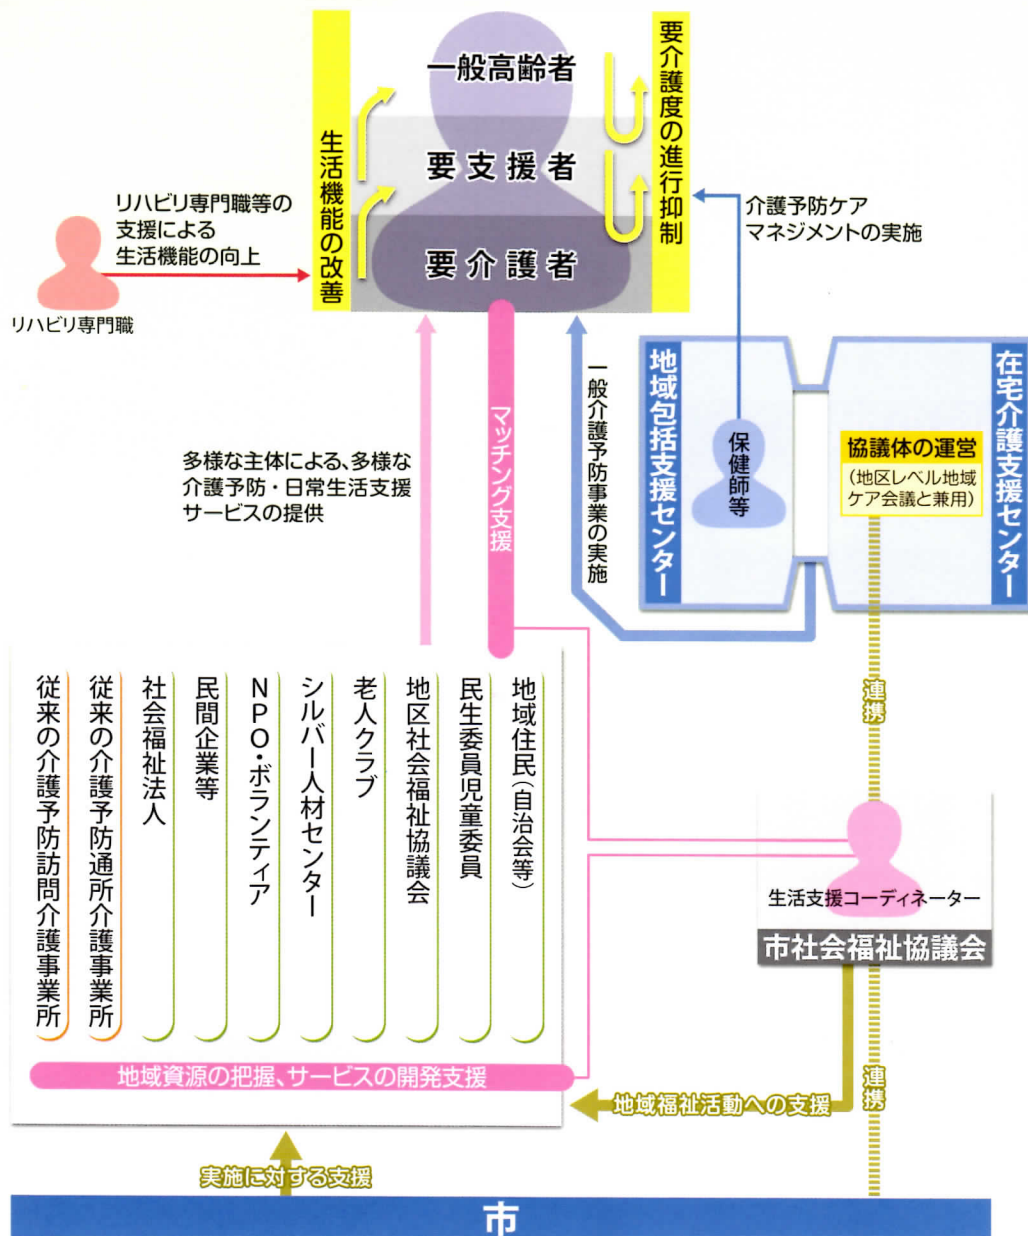 一般高齢者
要支援者
要介護者
生活機能の改善
要介護度の進行抑制
リハビリ専門職等の
支援による
生活機能の向上
リハビリ専門職
介護予防ケア
マネジメントの実施
地域包括支援センター
保健師等
在宅介護支援センター
協議体の運営
(地区レベル地域
ケア会議と兼用)
多様な主体による、多様な
介護予防・日常生活支援
サービスの提供
マッチング支援
一般介護予防事業の実施
連携
従来の介護予防訪問介護事業所
従来の介護予防通所介護事業所
社会福祉法人
民間企業等
NPO・ボランティア
シルバー人材センター
老人クラブ
地区社会福祉協議会
民生委員児童委員
地域住民(自治会等)
生活支援コーディネーター
市社会福祉協議会
地域資源の把握、サービスの開発支援
地域福祉活動への支援
連携
実施に対する支援
市